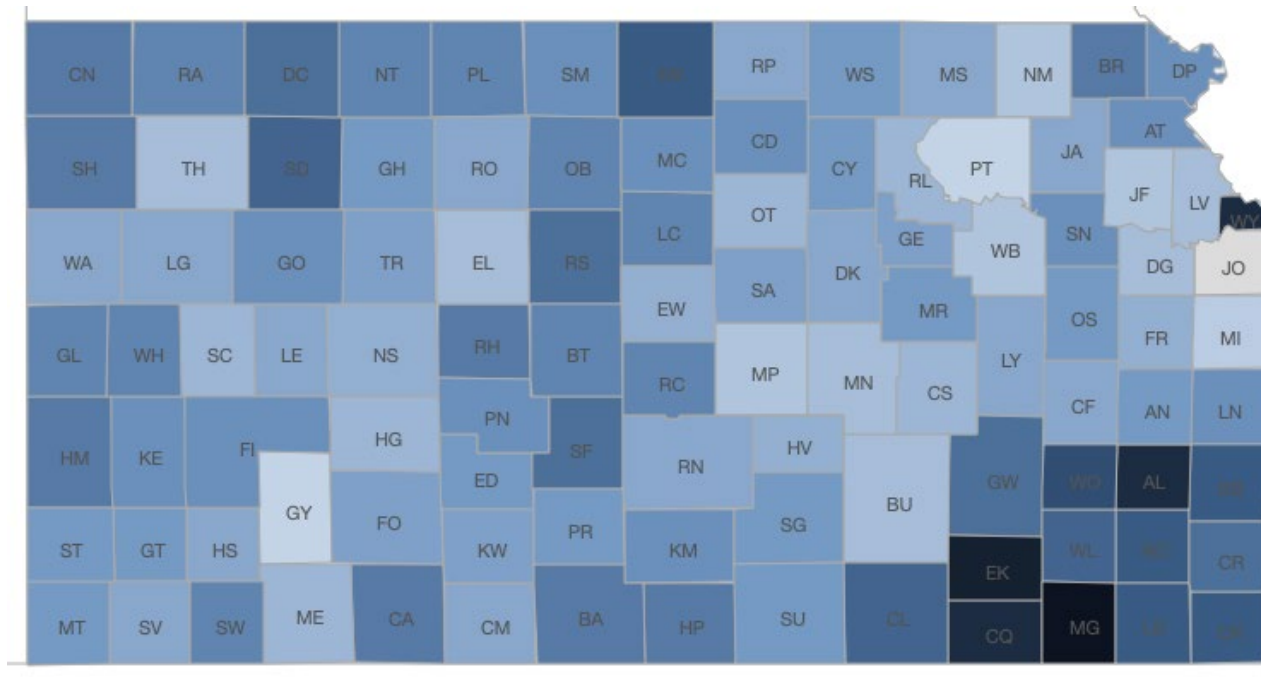 CN RA DC NT PL SM RP WS MS NM BR DP
SH TH SD GH RO OB MC CD CY RL PT JA AT JF LV WY
WA LG GO TR EL RS LC OT SA DK GE WB SN DG JO
GL WH SC LE NS RH BT EW RC MP MN MR CS LY OS FR MI
HM KE FI HG PN SF RN HV BU GW CF AN LN
GY FO ED PR SG WO AL
ST GT HS KW KM EK WL CR
MT SV SW ME CA CM BA HP SU CL CQ MG